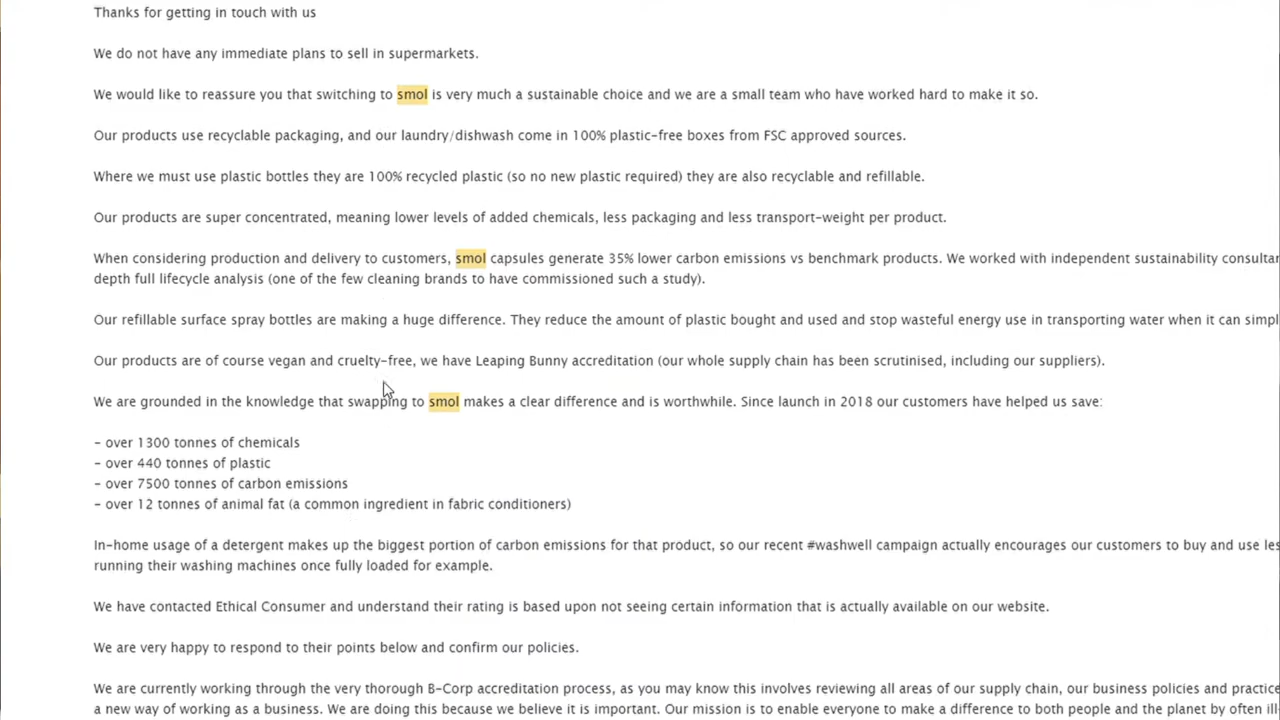 Thanks for getting in touch with us
We do not have any immediate plans to sell in supermarkets.
We would like to reassure you that switching to smol is very much a sustainable choice and we are a small team who have worked hard to make it so.
Our products use recyclable packaging, and our laundry/dishwash come in 100% plastic-free boxes from FSC approved sources.
Where we must use plastic bottles they are 100% recycled plastic (so no new plastic required) they are also recyclable and refillable.
Our products are super concentrated, meaning lower levels of added chemicals, less packaging and less transport-weight per product.
When considering production and delivery to customers, smol capsules generate 35% lower carbon emissions vs benchmark products. We worked with independent sustainability
depth full lifecycle analysis (one of the few cleaning brands to have commissioned such a study).
Our refillable surface spray bottles are making a huge difference. They reduce the amount of plastic bought and used and stop wasteful energy use in transporting water when it can
Our products are of course vegan and cruelty-free, we have Leaping Bunny accreditation (our whole supply chain has been scrutinised, including our suppliers).
We are grounded in the knowledge that swapping to smol makes a clear difference and is worthwhile. Since launch in 2018 our customers have helped us save:
- over 1300 tonnes of chemicals
- over 440 tonnes of plastic
- over 7500 tonnes of carbon emissions
- over 12 tonnes of animal fat (a common ingredient in fabric conditioners)
In-home usage of a detergent makes up the biggest portion of carbon emissions for that product, so our recent #washwell campaign actually encourages our customers to buy and use
running their washing machines once fully loaded for example.
We have contacted Ethical Consumer and understand their rating is based upon not seeing certain information that is actually available on our website.
We are very happy to respond to their points below and confirm our policies.
We are currently working through the very thorough B-Corp accreditation process, as you may know this involves reviewing all areas of our supply chain, our business policies and
a new way of working as a business. We are doing this because we believe it is important. Our mission is to enable everyone to make a difference to both people and the planet by often